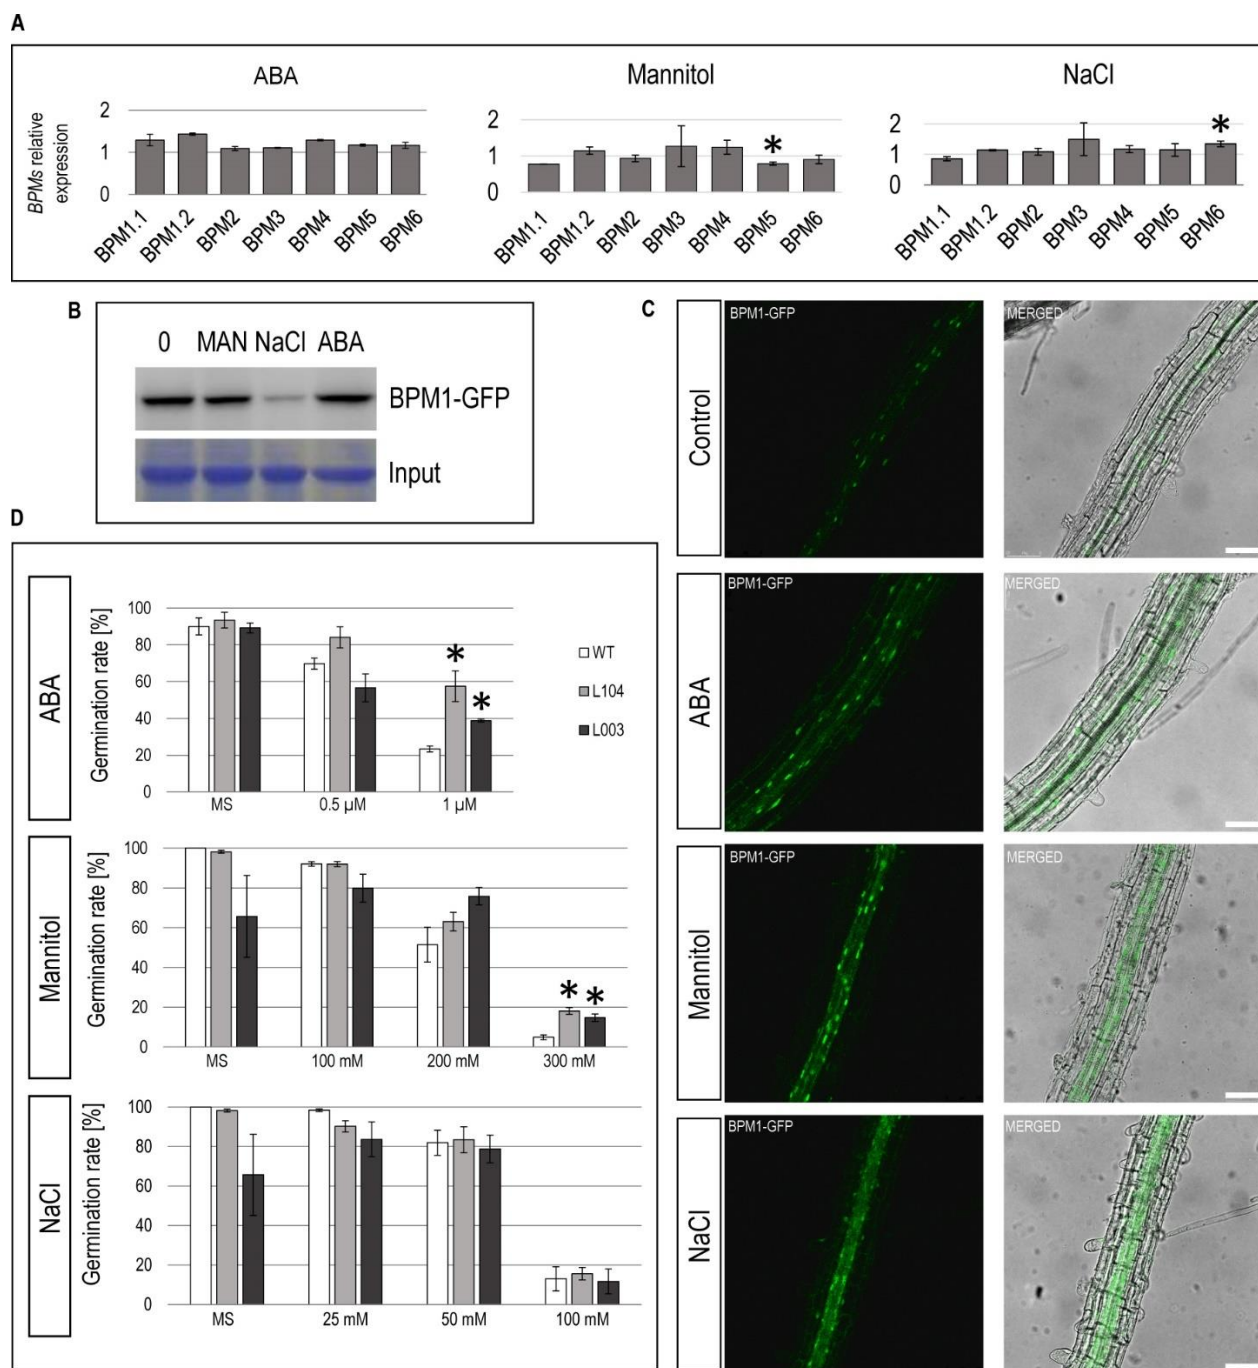 A
ABA
Mannitol
NaCl
BPMs relative
expression
2
1
0
BPM1.1
BPM1.2
BPM2
BPM3
BPM4
BPM5
BPM6
2
1
0
*
BPM1.1
BPM1.2
BPM2
BPM3
BPM4
BPM5
BPM6
2
1
0
*
BPM1.1
BPM1.2
BPM2
BPM3
BPM4
BPM5
BPM6
B
0 MAN NaCl ABA
BPM1-GFP
Input
C
Control
BPM1-GFP
MERGED
ABA
BPM1-GFP
MERGED
Mannitol
BPM1-GFP
MERGED
NaCl
BPM1-GFP
MERGED
D
ABA
Germination rate [%]
100
80
60
40
20
0
* *
MS 0.5 µM 1 µM
WT
L104
L003
Mannitol
Germination rate [%]
100
80
60
40
20
0
* *
MS 100 mM 200 mM 300 mM
NaCl
Germination rate [%]
100
80
60
40
20
0
MS 25 mM 50 mM 100 mM